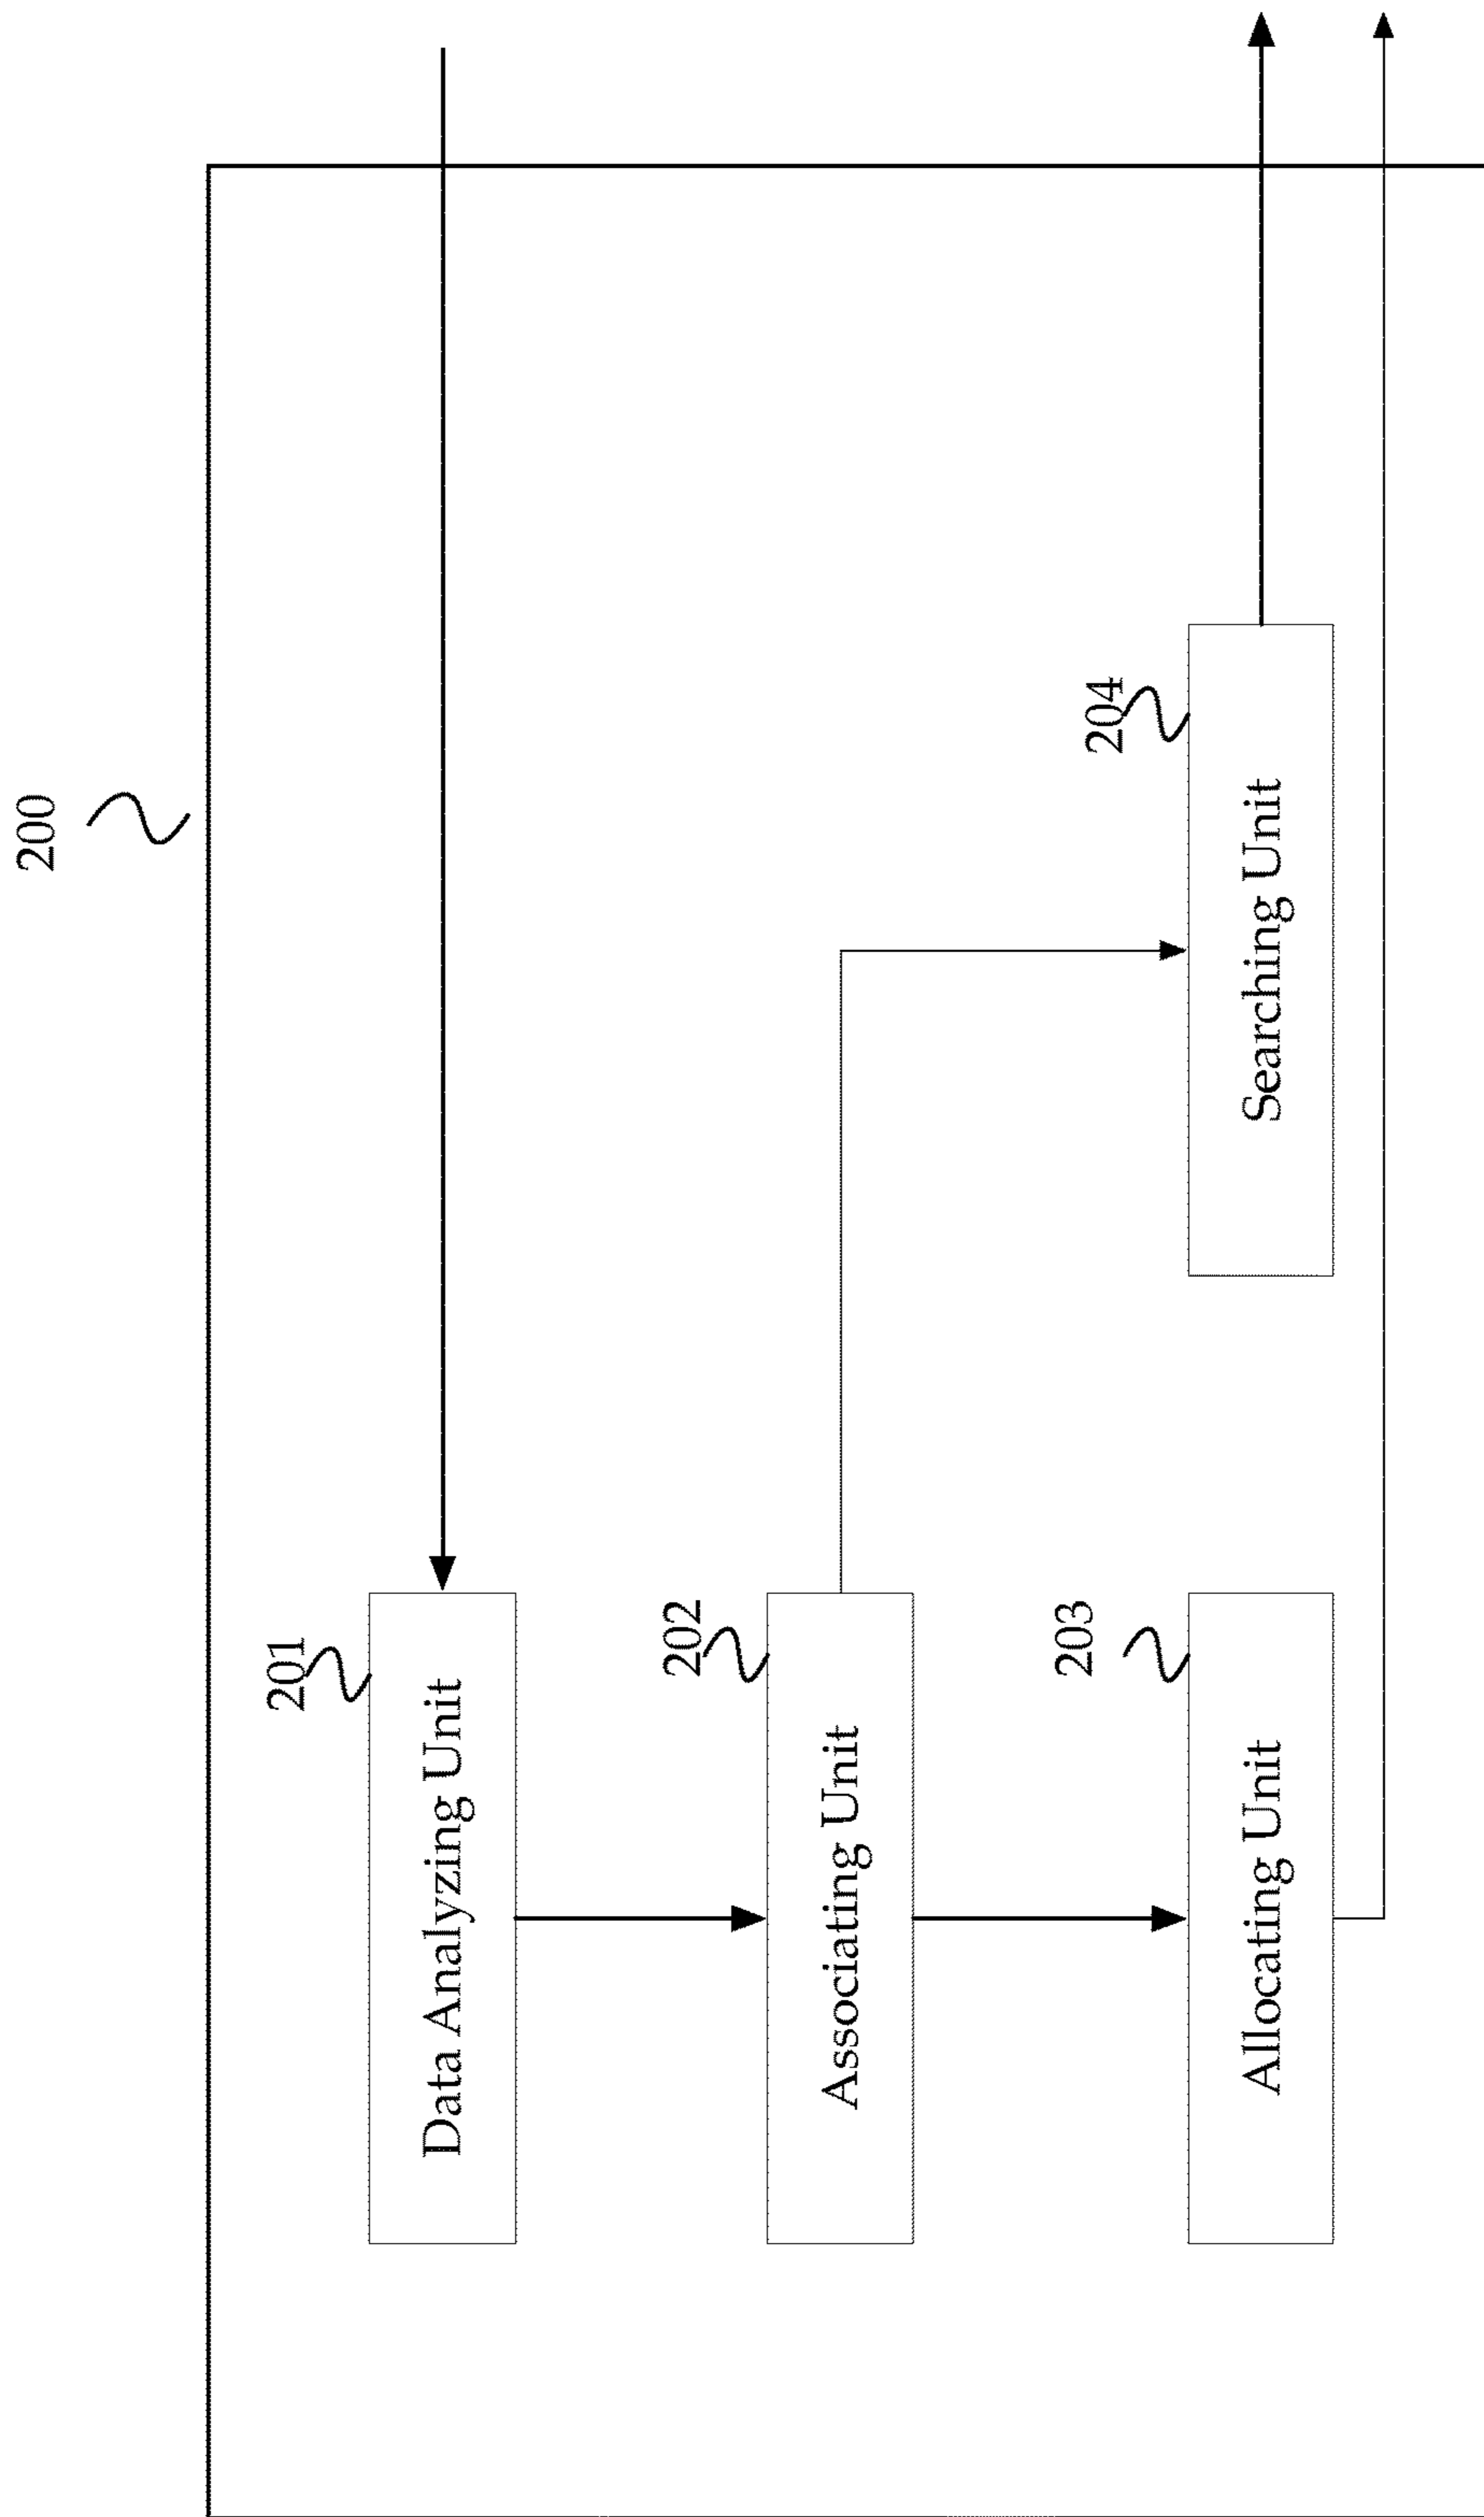 200
201
Data Analyzing Unit
202
Associating Unit
203
Allocating Unit
204
Searching Unit